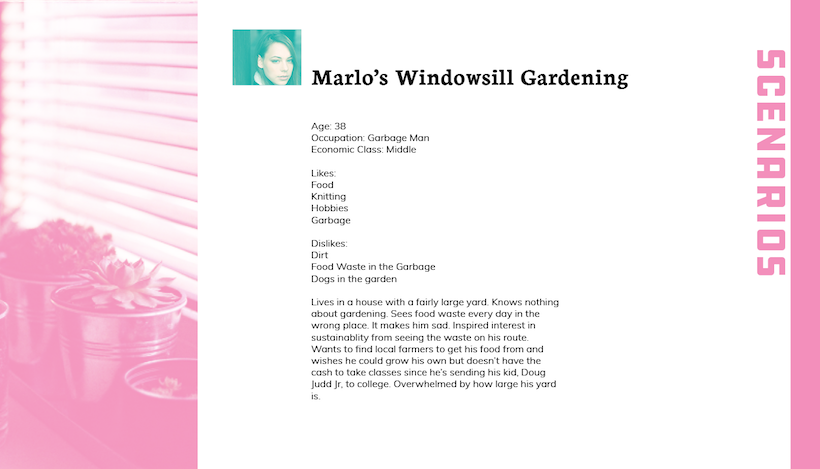 Marlo's Windowsill Gardening
Age: 38
Occupation: Garbage Man
Economic Class: Middle
Likes:
Food
Knitting
Hobbies
Garbage
Dislikes:
Dirt
Food Waste in the Garbage
Dogs in the garden
Lives in a house with a fairly large yard. Knows nothing
about gardening. Sees food waste every day in the
wrong place. It makes him sad. Inspired interest in
sustainablity from seeing the waste on his route.
Wants to find local farmers to get his food from and
wishes he could grow his own but doesn't have the
cash to take classes since he's sending his kid, Doug
Judd Jr, to college. Overwhelmed by how large his yard
is.
SCENARIOS